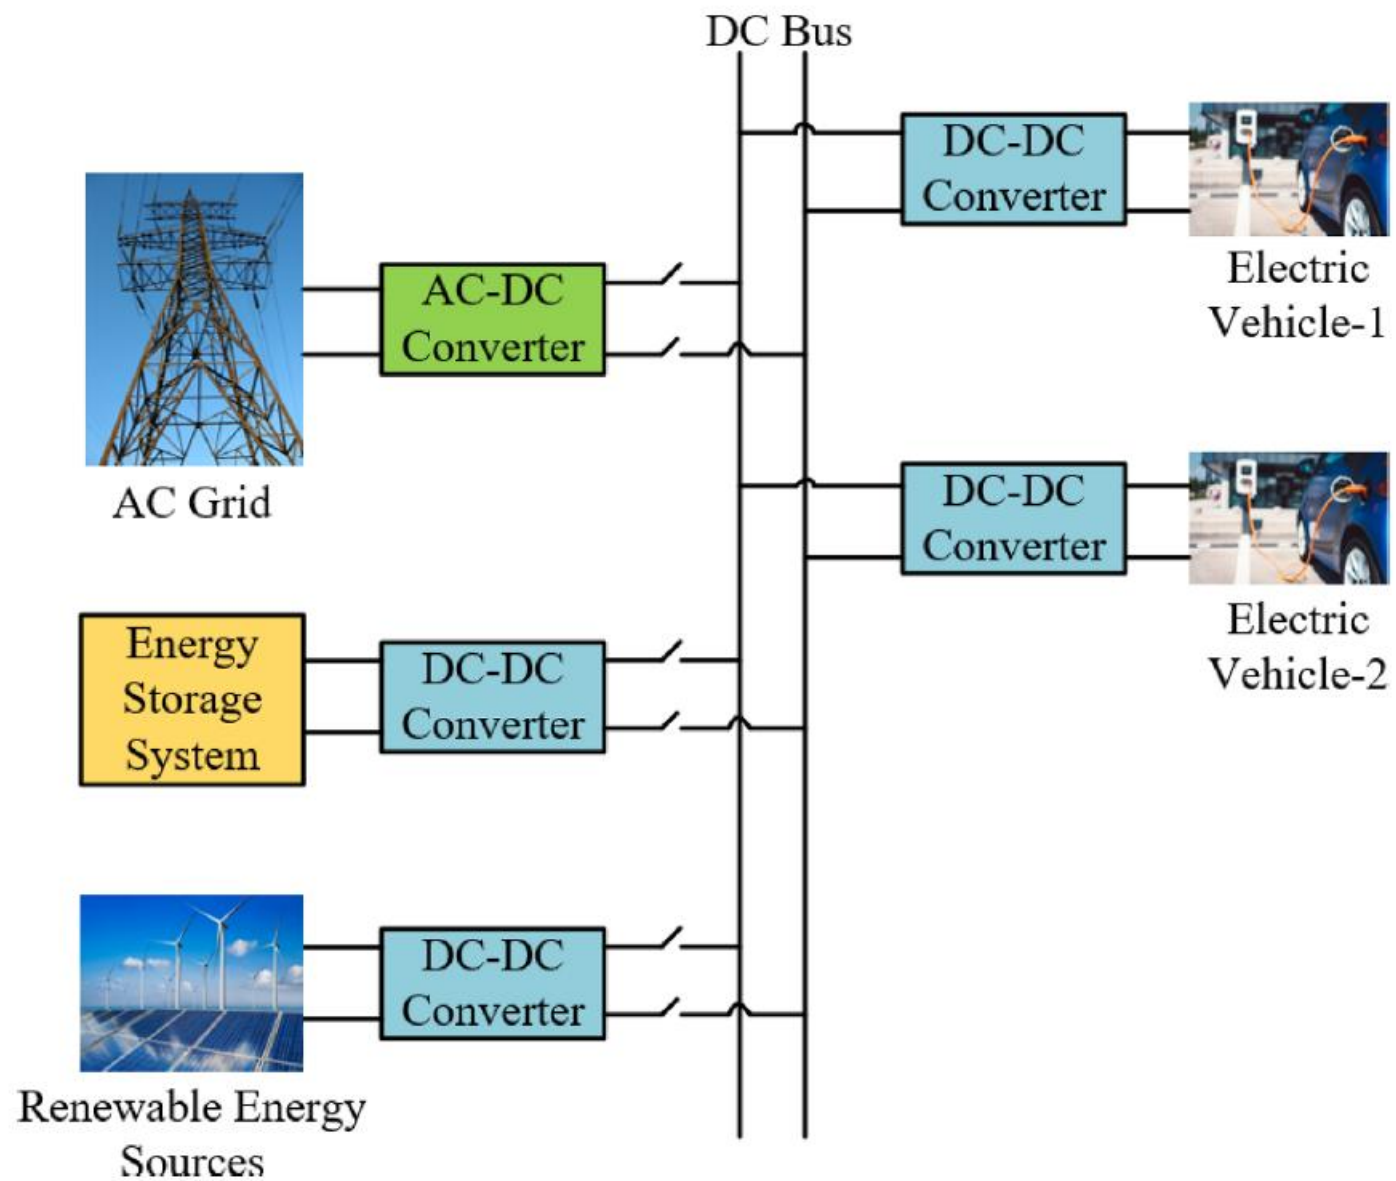 DC Bus
DC-DC
Converter
Electric
Vehicle-1
AC-DC
Converter
AC Grid
DC-DC
Converter
Electric
Vehicle-2
Energy
Storage
System
DC-DC
Converter
DC-DC
Converter
Renewable Energy
Sources